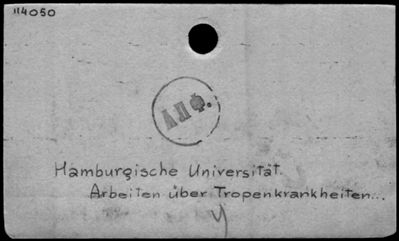 114050
АПФ.
Hamburgische Universität.
Arbeiten über Tropenkrankheiten...